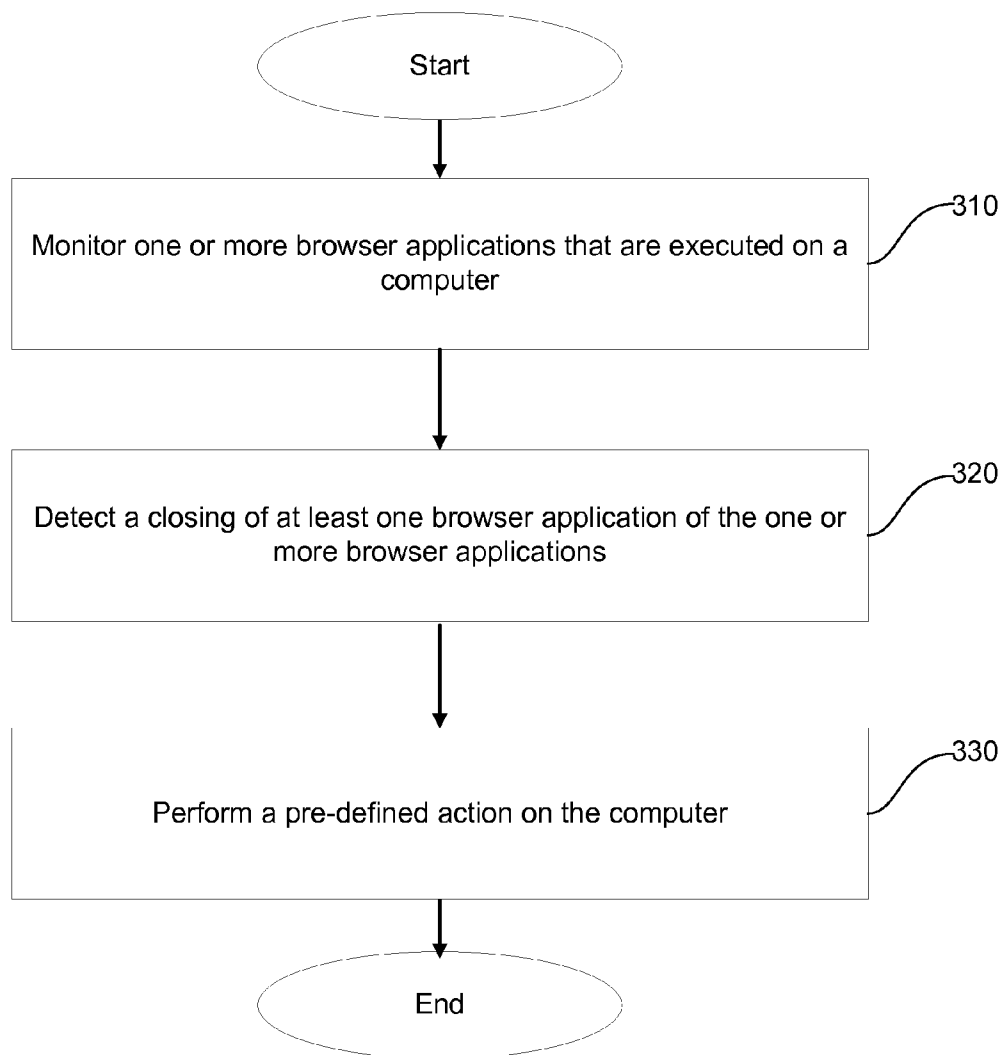 Start
310
Monitor one or more browser applications that are executed on a
computer
320
Detect a closing of at least one browser application of the one or
more browser applications
330
Perform a pre-defined action on the computer
End